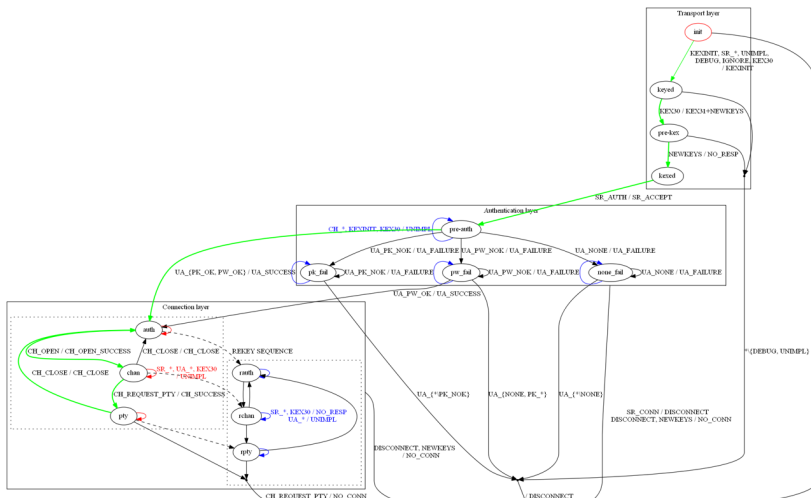 Transport layer
init
KEXINIT, SR_*, UNIMPL,
DEBUG, IGNORE, KEX30
/ KEXINIT
keyed
KEX30 / KEX31+NEWKEYS
pre-kex
NEWKEYS / NO_RESP
kexed
SR_AUTH / SR_ACCEPT
Authentication layer
CH_*, KEXINIT, KEX30 / UNIMPL
pre-auth
UA_PK_NOK / UA_FAILURE
UA_PW_NOK / UA_FAILURE
UA_NONE / UA_FAILURE
UA_{PK_OK, PW_OK} / UA_SUCCESS
pk_fail
UA_PK_NOK / UA_FAILURE
pw_fail
UA_PW_NOK / UA_FAILURE
none_fail
UA_NONE / UA_FAILURE
UA_PW_OK / UA_SUCCESS
Connection layer
auth
CH_OPEN / CH_OPEN_SUCCESS
CH_CLOSE / CH_CLOSE
REKEY SEQUENCE
*\{DEBUG, UNIMPL}
CH_CLOSE / CH_CLOSE
chan
SR_*, UA_*, KEX30
/ UNIMPL
rauth
UA_{*\PK_NOK}
UA_{NONE, PK_*}
UA_{*\NONE}
CH_REQUEST_PTY / CH_SUCCESS
pty
rchan
SR_*, KEX30 / NO_RESP
UA_* / UNIMPL
SR_CONN / DISCONNECT
DISCONNECT, NEWKEYS / NO_CONN
rpty
DISCONNECT, NEWKEYS
/ NO_CONN
CH_REQUEST_PTY / NO_CONN
/ DISCONNECT